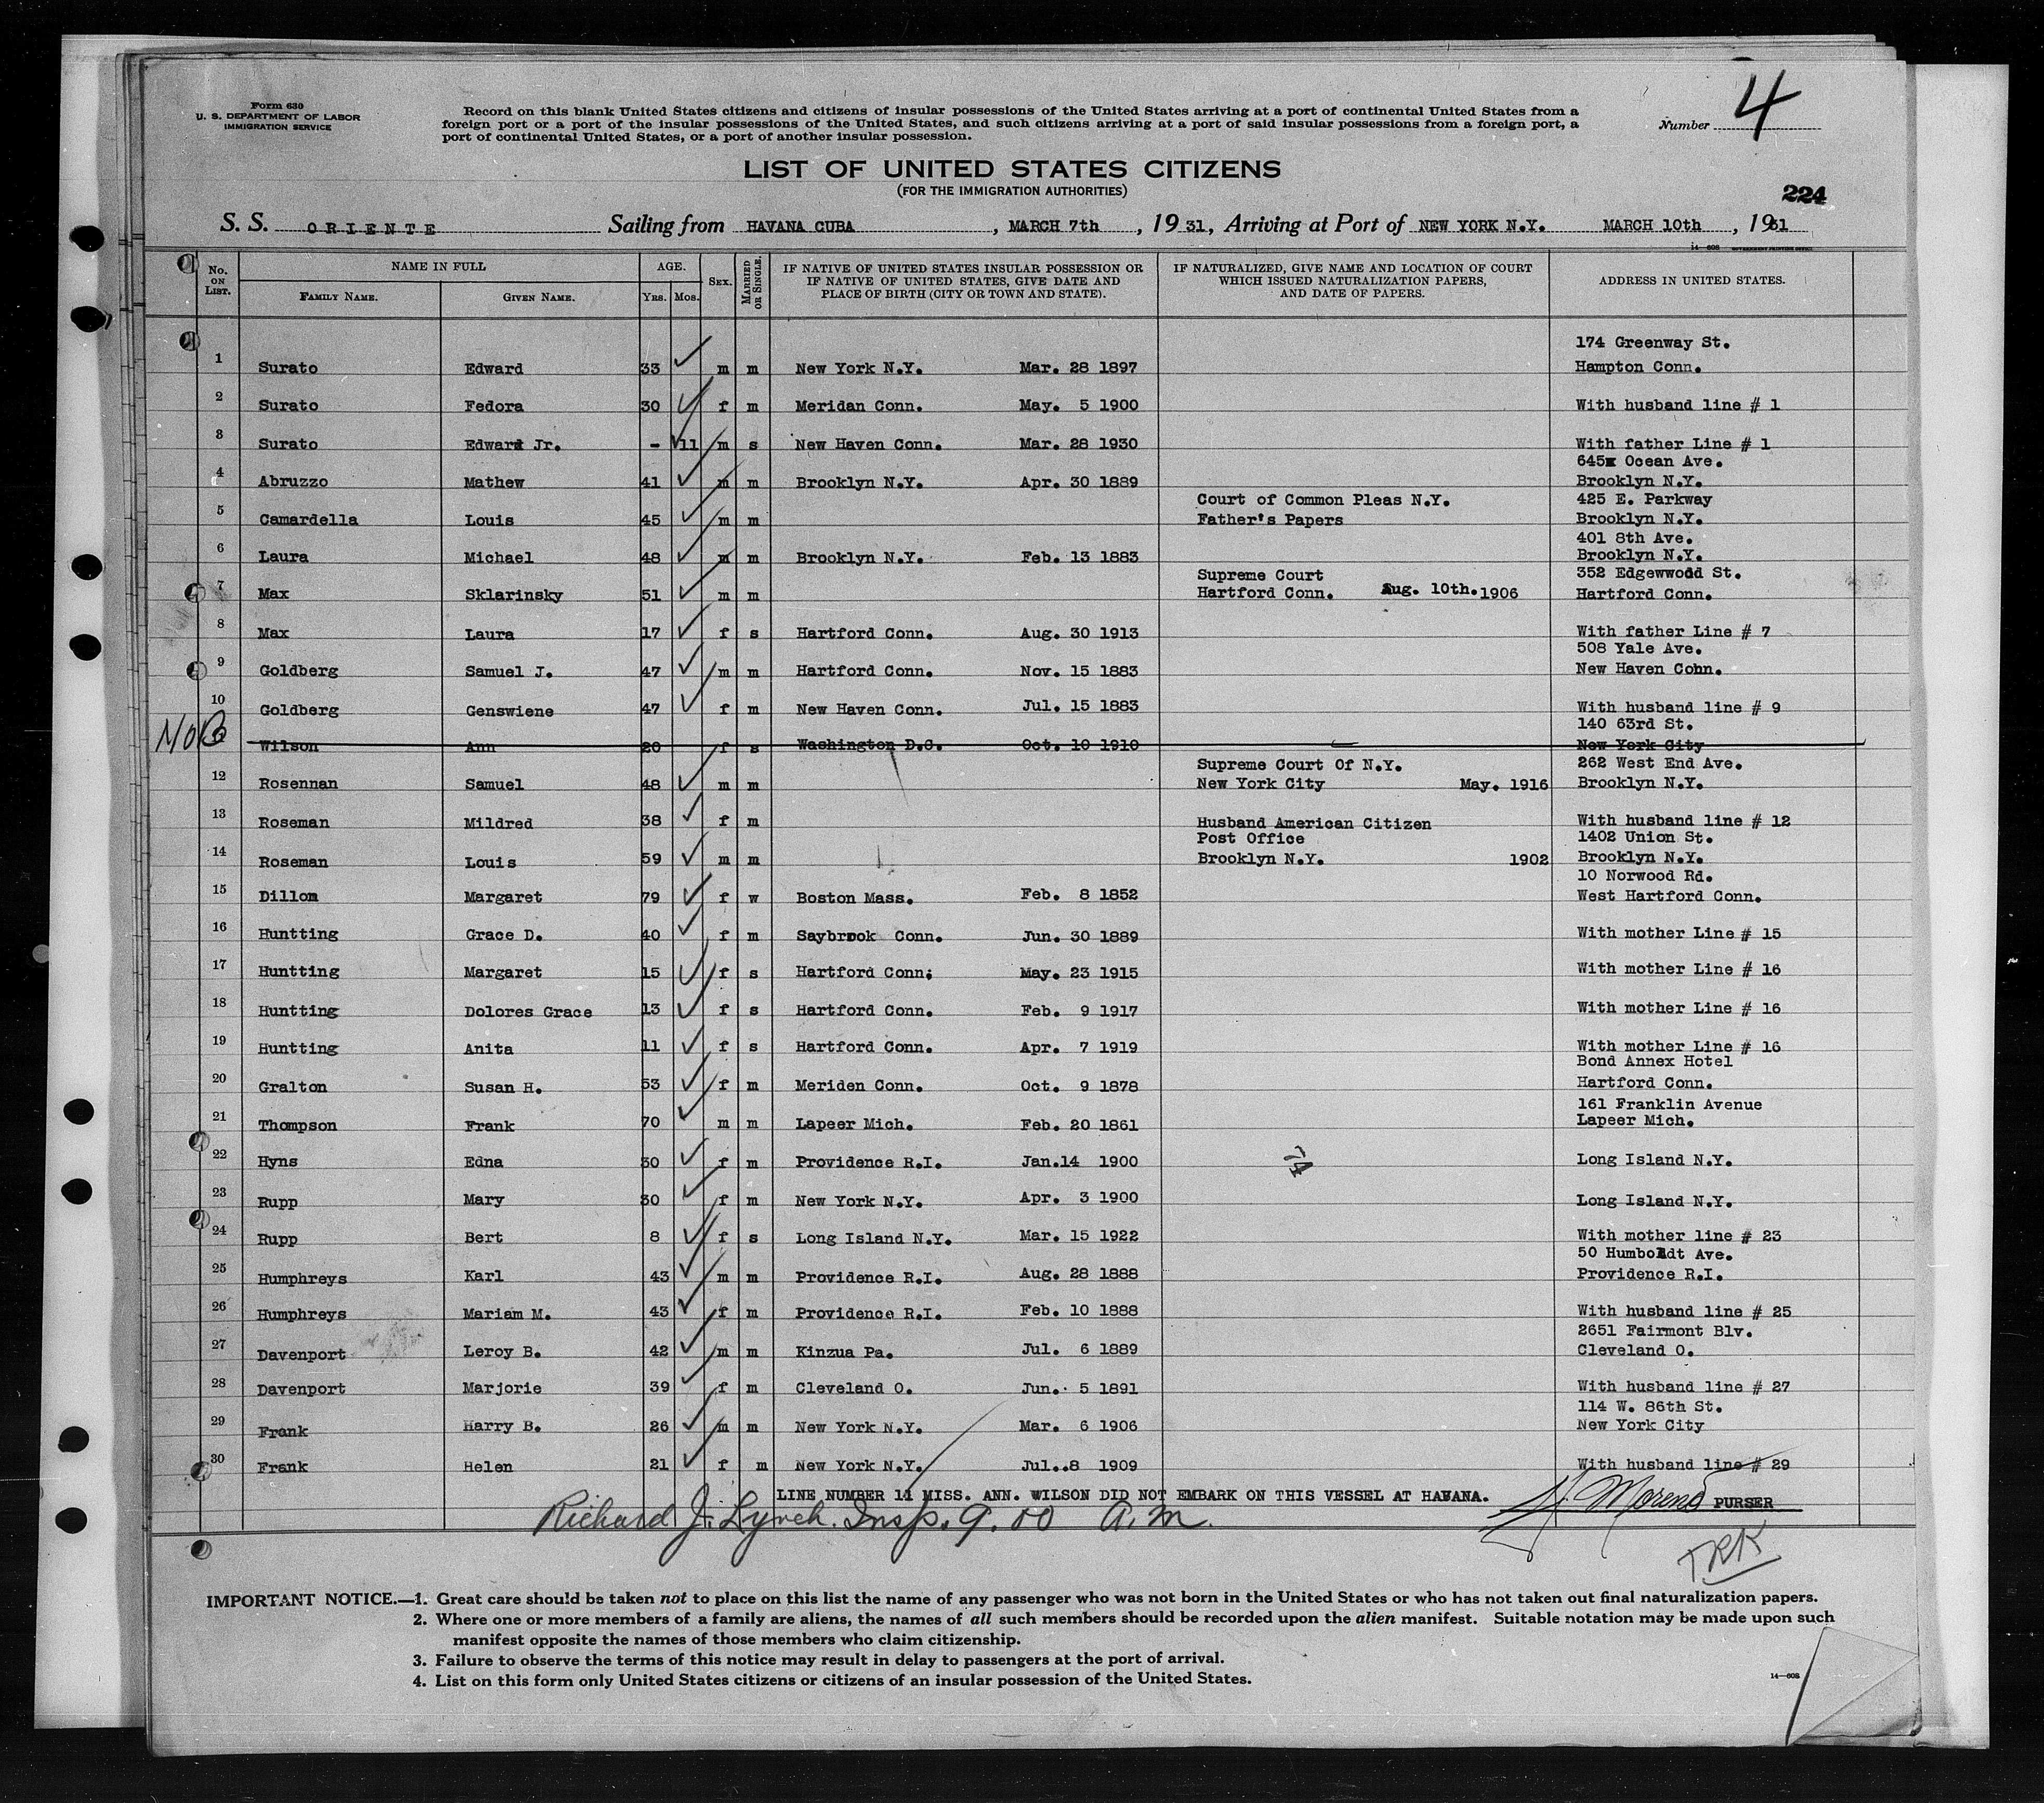 Form 630
U. S. DEPARTMENT OF LABOR
IMMIGRATION SERVICE
Record on this blank United States citizens and citizens of insular possessions of the United States arriving at a port of continental United States from a
foreign port or a port of the insular possessions of the United States, and such citizens arriving at a port of said insular possessions from a foreign port, a
port of continental United States, or a port of another insular possession.
Number 4
LIST OF UNITED STATES CITIZENS
(FOR THE IMMIGRATION AUTHORITIES)
224
S. S. ORIENTE Sailing from HAVANA CUBA, MARCH 7th, 1931, Arriving at Port of NEW YORK N.Y. MARCH 10th, 1931
14-608 GOVERNMENT PRINTING OFFICE
No. ON LIST. NAME IN FULL AGE. SEX. MARRIED OR SINGLE. IF NATIVE OF UNITED STATES INSULAR POSSESSION OR IF NATIVE OF UNITED STATES, GIVE DATE AND PLACE OF BIRTH (CITY OR TOWN AND STATE). IF NATURALIZED, GIVE NAME AND LOCATION OF COURT WHICH ISSUED NATURALIZATION PAPERS, AND DATE OF PAPERS. ADDRESS IN UNITED STATES.
FAMILY NAME. GIVEN NAME. YRS. MOS.
174 Greenway St.
1 Surato Edward 33 m m New York N.Y. Mar. 28 1897 Hampton Conn.
2 Surato Fedora 30 f m Meridan Conn. May. 5 1900 With husband line # 1
3 Surato Edward Jr. - 11 m s New Haven Conn. Mar. 28 1930 With father Line # 1
645x Ocean Ave.
4 Abruzzo Mathew 41 m m Brooklyn N.Y. Apr. 30 1889 Brooklyn N.Y.
Court of Common Pleas N.Y. 425 E. Parkway
5 Camardella Louis 45 m m Father's Papers Brooklyn N.Y.
401 8th Ave.
6 Laura Michael 48 m m Brooklyn N.Y. Feb. 13 1883 Brooklyn N.Y.
Supreme Court 352 Edgewwodd St.
7 Max Sklarinsky 51 m m Hartford Conn. Aug. 10th. 1906 Hartford Conn.
8 Max Laura 17 f s Hartford Conn. Aug. 30 1913 With father Line # 7
508 Yale Ave.
9 Goldberg Samuel J. 47 m m Hartford Conn. Nov. 15 1883 New Haven Conn.
10 Goldberg Genswiene 47 f m New Haven Conn. Jul. 15 1883 With husband line # 9
140 63rd St.
Wilson Ann 20 f s Washington D.C. Oct. 10 1910 New York City
Supreme Court Of N.Y. 262 West End Ave.
12 Rosennan Samuel 48 m m New York City May. 1916 Brooklyn N.Y.
13 Roseman Mildred 38 f m Husband American Citizen With husband line # 12
Post Office 1402 Union St.
14 Roseman Louis 59 m m Brooklyn N.Y. 1902 Brooklyn N.Y.
10 Norwood Rd.
15 Dillon Margaret 79 f w Boston Mass. Feb. 8 1852 West Hartford Conn.
16 Huntting Grace D. 40 f m Saybrook Conn. Jun. 30 1889 With mother Line # 15
17 Huntting Margaret 15 f s Hartford Conn; May. 23 1915 With mother Line # 16
18 Huntting Dolores Grace 13 f s Hartford Conn. Feb. 9 1917 With mother Line # 16
19 Huntting Anita 11 f s Hartford Conn. Apr. 7 1919 With mother Line # 16
Bond Annex Hotel
20 Gralton Susan H. 53 f m Meriden Conn. Oct. 9 1878 Hartford Conn.
161 Franklin Avenue
21 Thompson Frank 70 m m Lapeer Mich. Feb. 20 1861 Lapeer Mich.
22 Hyns Edna 30 f m Providence R.I. Jan.14 1900 Long Island N.Y.
23 Rupp Mary 30 f m New York N.Y. Apr. 3 1900 Long Island N.Y.
24 Rupp Bert 8 f s Long Island N.Y. Mar. 15 1922 With mother line # 23
50 Humboldt Ave.
25 Humphreys Karl 43 m m Providence R.I. Aug. 28 1888 Providence R.I.
26 Humphreys Mariam M. 43 f m Providence R.I. Feb. 10 1888 With husband line # 25
2651 Fairmont Blv.
27 Davenport Leroy B. 42 m m Kinzua Pa. Jul. 6 1889 Cleveland O.
28 Davenport Marjorie 39 f m Cleveland O. Jun. 5 1891 With husband line # 27
114 W. 86th St.
29 Frank Harry B. 26 m m New York N.Y. Mar. 6 1906 New York City
30 Frank Helen 21 f m New York N.Y. Jul..8 1909 With husband line # 29
LINE NUMBER 11 MISS. ANN. WILSON DID NOT EMBARK ON THIS VESSEL AT HAVANA. Moreno PURSER
Richard J. Lynch. Insp. 9.00 A.M.
TRK
IMPORTANT NOTICE.—1. Great care should be taken not to place on this list the name of any passenger who was not born in the United States or who has not taken out final naturalization papers.
2. Where one or more members of a family are aliens, the names of all such members should be recorded upon the alien manifest. Suitable notation may be made upon such
manifest opposite the names of those members who claim citizenship.
3. Failure to observe the terms of this notice may result in delay to passengers at the port of arrival.
4. List on this form only United States citizens or citizens of an insular possession of the United States.
14—608